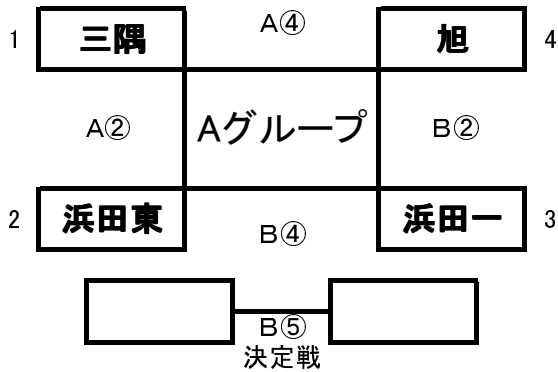 A④
1 三隅 旭 4
A② Aグループ B②
2 浜田東 浜田一 3
B④
B⑤
決定戦